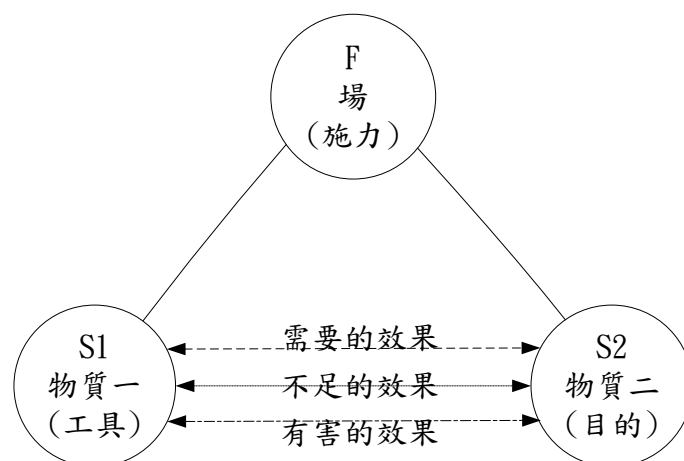 F
場
(施力)
需要的效果
S1
物質一
(工具)
不足的效果
有害的效果
S2
物質二
(目的)